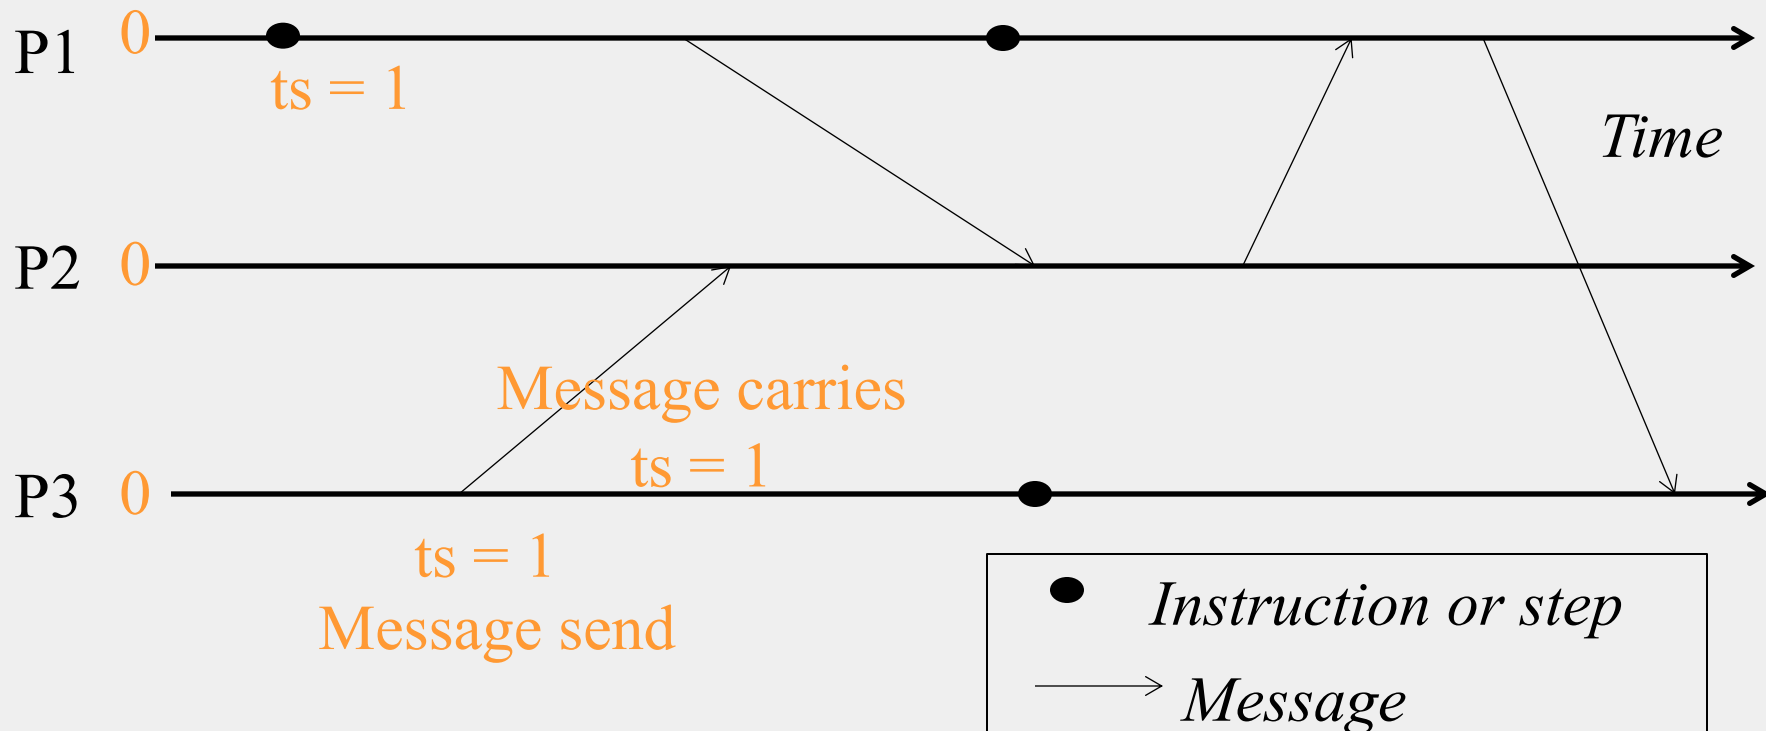 P1 0
ts = 1
Time
P2 0
Message carries
ts = 1
P3 0
ts = 1
Message send
Instruction or step
Message